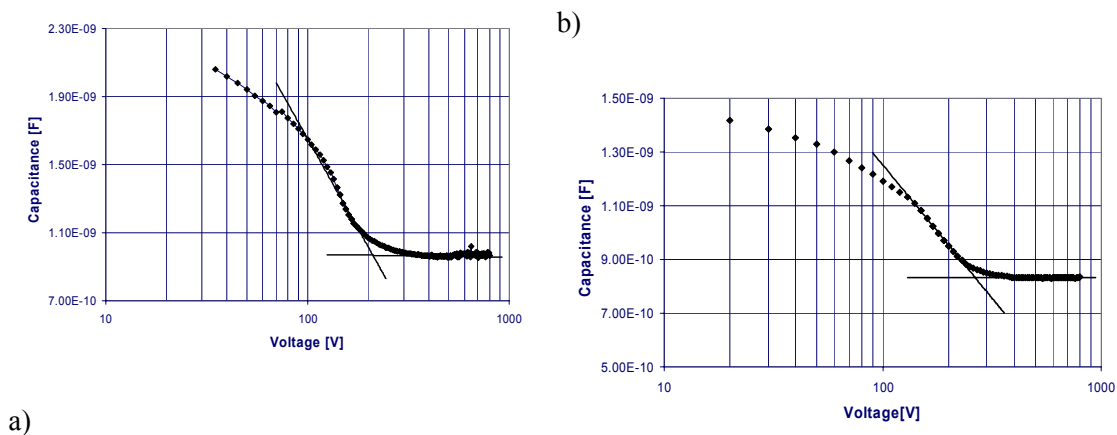 2.30E-09
1.90E-09
1.50E-09
1.10E-09
7.00E-10
Capacitance [F]
10
100
1000
Voltage [V]
a)
b)
1.50E-09
1.30E-09
1.10E-09
9.00E-10
7.00E-10
5.00E-10
Capacitance [F]
10
100
1000
Voltage[V]